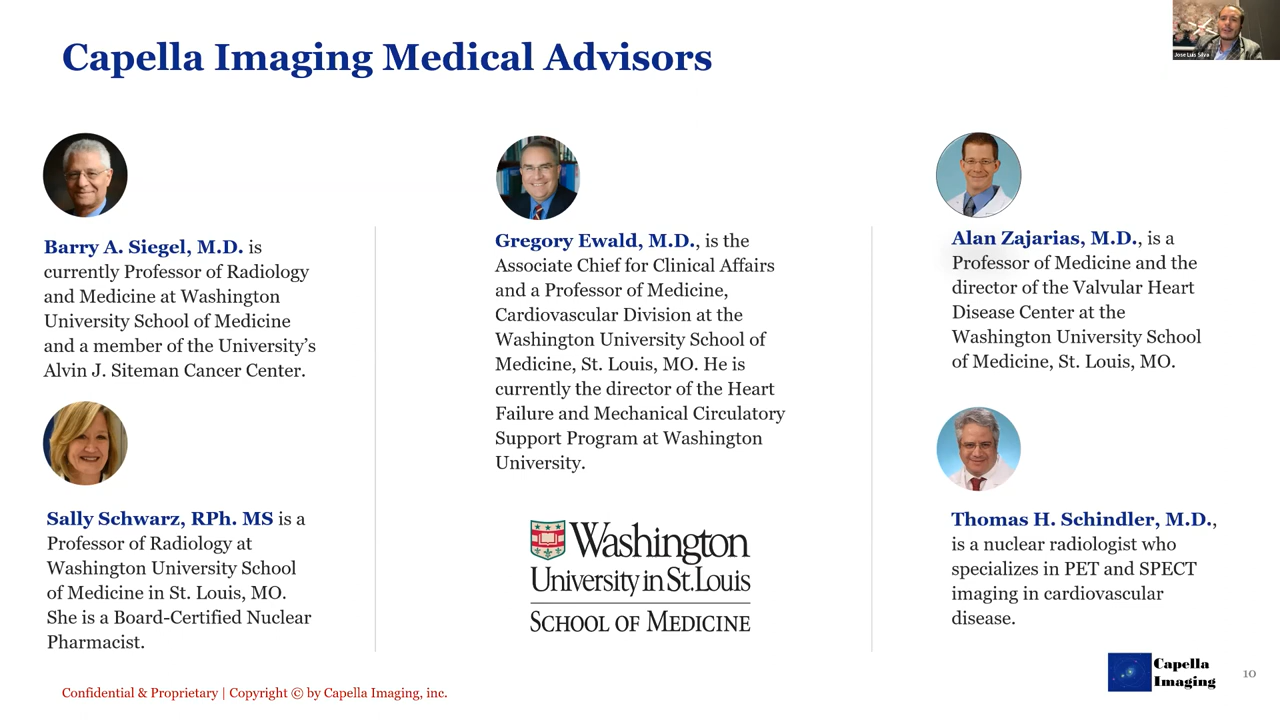 Capella Imaging Medical Advisors
Jose Luis Silva
Barry A. Siegel, M.D. is
currently Professor of Radiology
and Medicine at Washington
University School of Medicine
and a member of the University's
Alvin J. Siteman Cancer Center.
Sally Schwarz, RPh. MS is a
Professor of Radiology at
Washington University School
of Medicine in St. Louis, MO.
She is a Board-Certified Nuclear
Pharmacist.
Gregory Ewald, M.D., is the
Associate Chief for Clinical Affairs
and a Professor of Medicine,
Cardiovascular Division at the
Washington University School of
Medicine, St. Louis, MO. He is
currently the director of the Heart
Failure and Mechanical Circulatory
Support Program at Washington
University.
Washington
University in St. Louis
SCHOOL OF MEDICINE
Alan Zajarias, M.D., is a
Professor of Medicine and the
director of the Valvular Heart
Disease Center at the
Washington University School
of Medicine, St. Louis, MO.
Thomas H. Schindler, M.D.,
is a nuclear radiologist who
specializes in PET and SPECT
imaging in cardiovascular
disease.
Confidential & Proprietary | Copyright © by Capella Imaging, inc.
Capella
Imaging
10